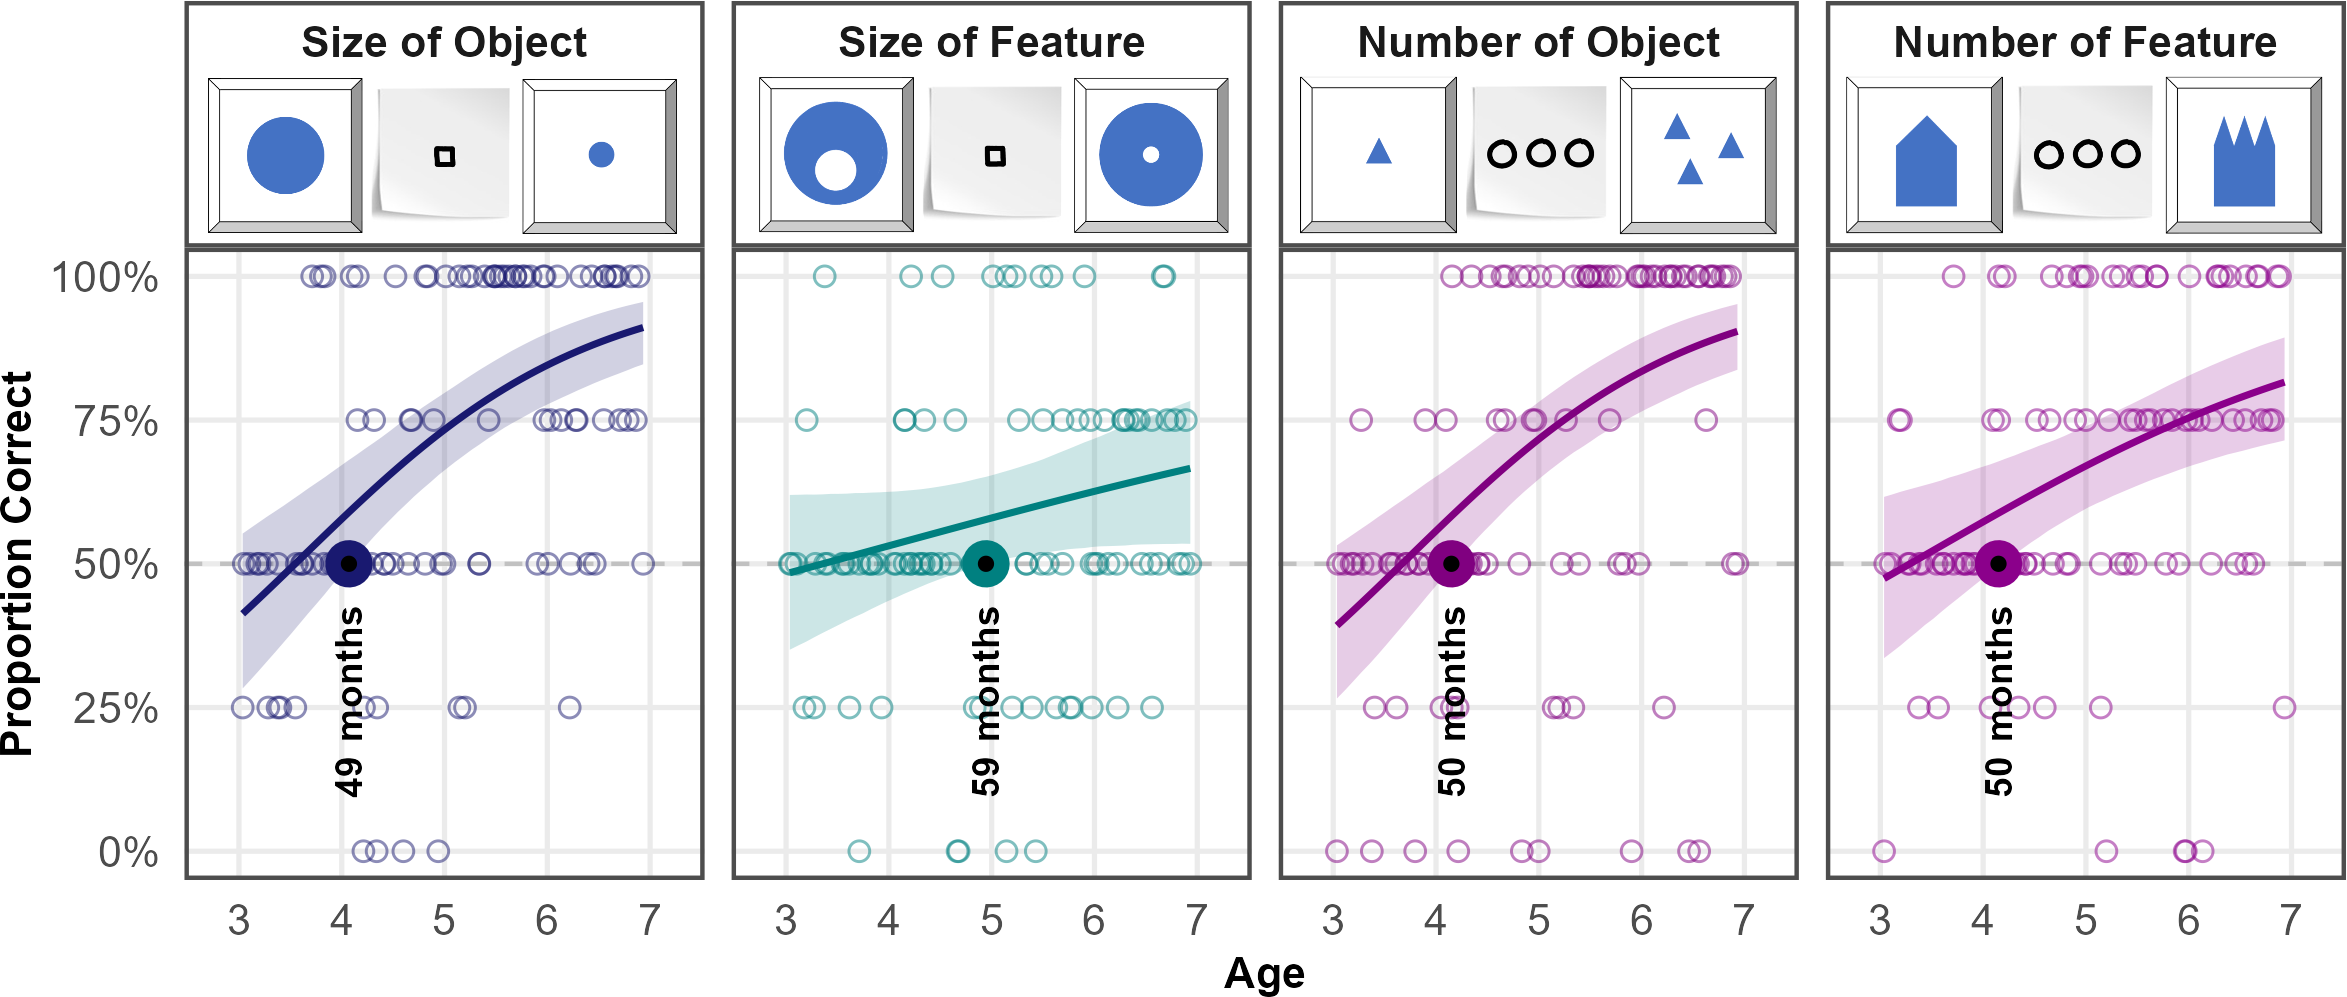 Size of Object
Size of Feature
Number of Object
Number of Feature
Proportion Correct
100%
75%
50%
25%
0%
49 months
59 months
50 months
50 months
3 4 5 6 7
3 4 5 6 7
3 4 5 6 7
3 4 5 6 7
Age